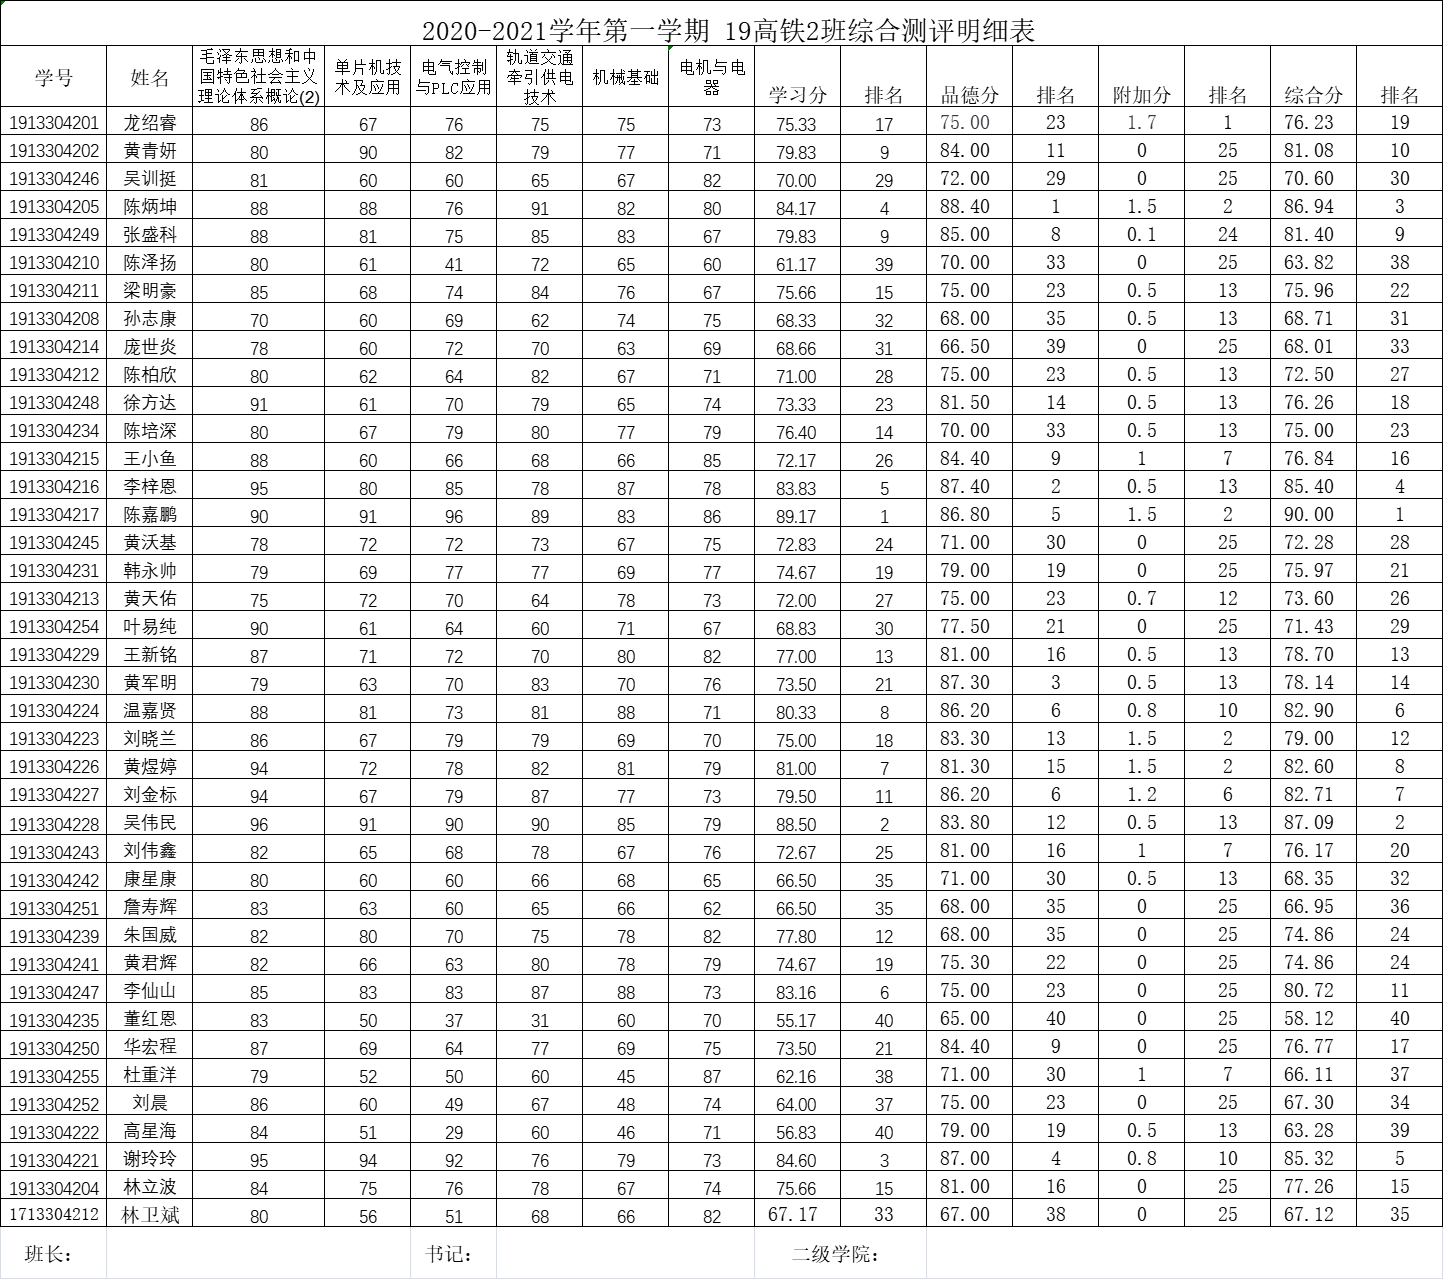 2020-2021学年第一学期 19高铁2班综合测评明细表
学号 姓名 毛泽东思想和中国特色社会主义理论体系概论(2) 单片机技术及应用 电气控制与PLC应用 轨道交通牵引供电技术 机械基础 电机与电器 学习分 排名 品德分 排名 附加分 排名 综合分 排名
1913304201 龙绍睿 86 67 76 75 75 73 75.33 17 75.00 23 1.7 1 76.23 19
1913304202 黄青妍 80 90 82 79 77 71 79.83 9 84.00 11 0 25 81.08 10
1913304246 吴训挺 81 60 60 65 67 82 70.00 29 72.00 29 0 25 70.60 30
1913304205 陈炳坤 88 88 76 91 82 80 84.17 4 88.40 1 1.5 2 86.94 3
1913304249 张盛科 88 81 75 85 83 67 79.83 9 85.00 8 0.1 24 81.40 9
1913304210 陈泽扬 80 61 41 72 65 60 61.17 39 70.00 33 0 25 63.82 38
1913304211 梁明豪 85 68 74 84 76 67 75.66 15 75.00 23 0.5 13 75.96 22
1913304208 孙志康 70 60 69 62 74 75 68.33 32 68.00 35 0.5 13 68.71 31
1913304214 庞世炎 78 60 72 70 63 69 68.66 31 66.50 39 0 25 68.01 33
1913304212 陈柏欣 80 62 64 82 67 71 71.00 28 75.00 23 0.5 13 72.50 27
1913304248 徐方达 91 61 70 79 65 74 73.33 23 81.50 14 0.5 13 76.26 18
1913304234 陈培深 80 67 79 80 77 79 76.40 14 70.00 33 0.5 13 75.00 23
1913304215 王小鱼 88 60 66 68 66 85 72.17 26 84.40 9 1 7 76.84 16
1913304216 李梓恩 95 80 85 78 87 78 83.83 5 87.40 2 0.5 13 85.40 4
1913304217 陈嘉鹏 90 91 96 89 83 86 89.17 1 86.80 5 1.5 2 90.00 1
1913304245 黄沃基 78 72 72 73 67 75 72.83 24 71.00 30 0 25 72.28 28
1913304231 韩永帅 79 69 77 77 69 77 74.67 19 79.00 19 0 25 75.97 21
1913304213 黄天佑 75 72 70 64 78 73 72.00 27 75.00 23 0.7 12 73.60 26
1913304254 叶易纯 90 61 64 60 71 67 68.83 30 77.50 21 0 25 71.43 29
1913304229 王新铭 87 71 72 70 80 82 77.00 13 81.00 16 0.5 13 78.70 13
1913304230 黄军明 79 63 70 83 70 76 73.50 21 87.30 3 0.5 13 78.14 14
1913304224 温嘉贤 88 81 73 81 88 71 80.33 8 86.20 6 0.8 10 82.90 6
1913304223 刘晓兰 86 67 79 79 69 70 75.00 18 83.30 13 1.5 2 79.00 12
1913304226 黄煜婷 94 72 78 82 81 79 81.00 7 81.30 15 1.5 2 82.60 8
1913304227 刘金标 94 67 79 87 77 73 79.50 11 86.20 6 1.2 6 82.71 7
1913304228 吴伟民 96 91 90 90 85 79 88.50 2 83.80 12 0.5 13 87.09 2
1913304243 刘伟鑫 82 65 68 78 67 76 72.67 25 81.00 16 1 7 76.17 20
1913304242 康星康 80 60 60 66 68 65 66.50 35 71.00 30 0.5 13 68.35 32
1913304251 詹寿辉 83 63 60 65 66 62 66.50 35 68.00 35 0 25 66.95 36
1913304239 朱国威 82 80 70 75 78 82 77.80 12 68.00 35 0 25 74.86 24
1913304241 黄君辉 82 66 63 80 78 79 74.67 19 75.30 22 0 25 74.86 24
1913304247 李仙山 85 83 83 87 88 73 83.16 6 75.00 23 0 25 80.72 11
1913304235 董红恩 83 50 37 31 60 70 55.17 40 65.00 40 0 25 58.12 40
1913304250 华宏程 87 69 64 77 69 75 73.50 21 84.40 9 0 25 76.77 17
1913304255 杜重洋 79 52 50 60 45 87 62.16 38 71.00 30 1 7 66.11 37
1913304252 刘晨 86 60 49 67 48 74 64.00 37 75.00 23 0 25 67.30 34
1913304222 高星海 84 51 29 60 46 71 56.83 40 79.00 19 0.5 13 63.28 39
1913304221 谢玲玲 95 94 92 76 79 73 84.60 3 87.00 4 0.8 10 85.32 5
1913304204 林立波 84 75 76 78 67 74 75.66 15 81.00 16 0 25 77.26 15
1713304212 林卫斌 80 56 51 68 66 82 67.17 33 67.00 38 0 25 67.12 35
班长: 书记: 二级学院: